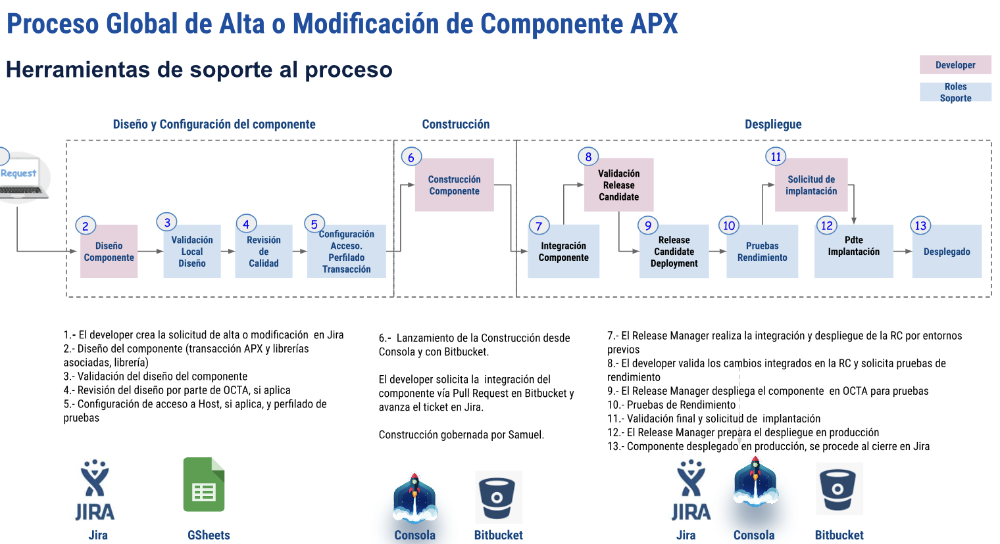 Proceso Global de Alta o Modificación de Componente APX
Herramientas de soporte al proceso
Developer
Roles
Soporte
Diseño y Configuración del componente
Construcción
Despliegue
Request
2
Diseño
Componente
3
Validación
Local
Diseño
4
Revisión
de
Calidad
5
Configuración
Acceso.
Perfilado
Transacción
6
Construcción
Componente
7
Integración
Componente
8
Validación
Release
Candidate
9
Release
Candidate
Deployment
10
Pruebas
Rendimiento
11
Solicitud de
implantación
12
Pdte
Implantación
13
Desplegado
1.- El developer crea la solicitud de alta o modificación  en Jira
2.- Diseño del componente (transacción APX y librerías
asociadas, librería)
3.- Validación del diseño del componente
4.- Revisión del diseño por parte de OCTA, si aplica
5.- Configuración de acceso a Host, si aplica, y perfilado de
pruebas
6.-  Lanzamiento de la Construcción desde
Consola y con Bitbucket.
El developer solicita la  integración del
componente vía Pull Request en Bitbucket y
avanza el ticket en Jira.
Construcción gobernada por Samuel.
7.- El Release Manager realiza la integración y despliegue de la RC por entornos
previos
8.- El developer valida los cambios integrados en la RC y solicita pruebas de
rendimiento
9.- El Release Manager despliega el componente  en OCTA para pruebas
10.- Pruebas de Rendimiento
11.- Validación final y solicitud de  implantación
12.- El Release Manager prepara el despliegue en producción
13.- Componente desplegado en producción, se procede al cierre en Jira
JIRA
Jira
GSheets
Consola
Bitbucket
JIRA
Jira
Consola
Bitbucket